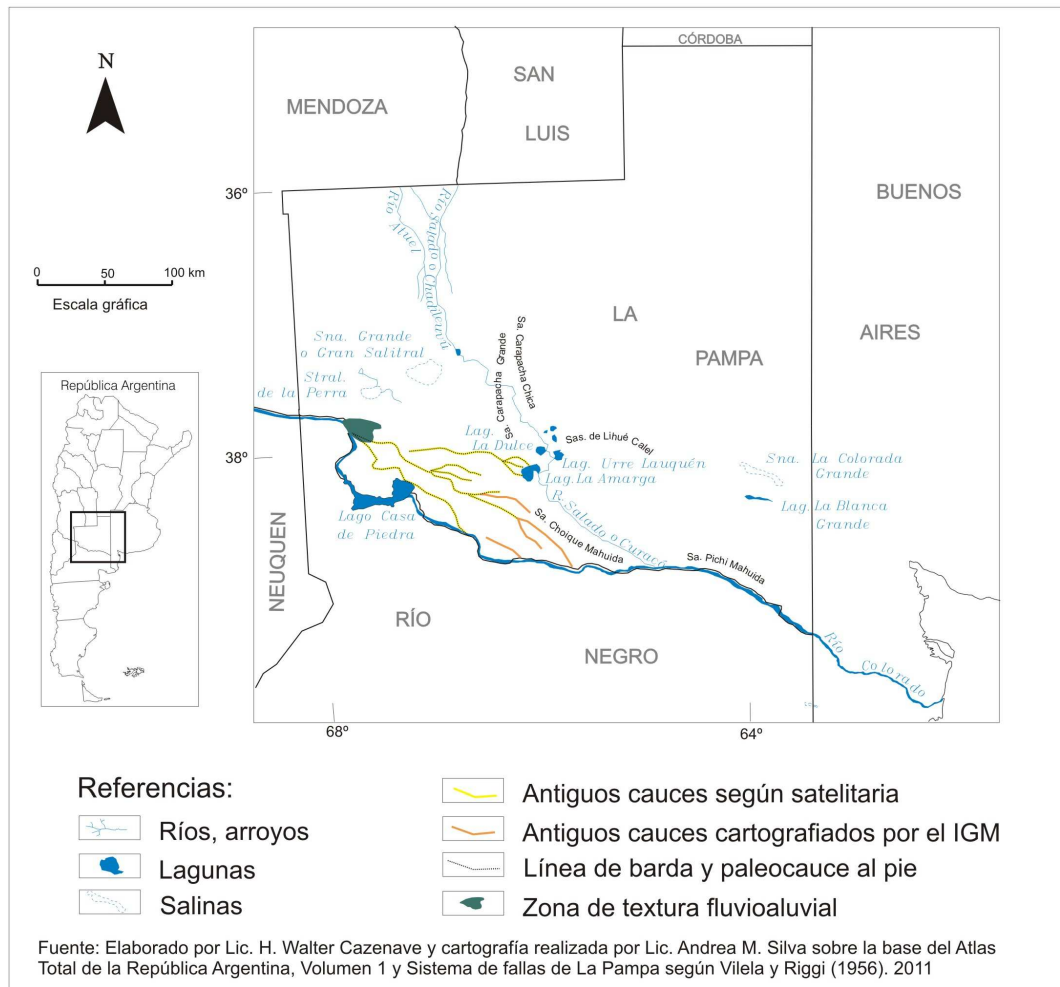 N
CÓRDOBA
SAN
LUIS
MENDOZA
36º
BUENOS
AIRES
Río Atuel
Río Salado o Chadileuvú
0 50 100 km
Escala gráfica
LA
PAMPA
Sna. Grande
o Gran Salitral
Stral.
de la Perra
Sa. Carapacha Grande
Sa. Carapacha Chica
República Argentina
38º
Lag.
La Dulce
Sas. de Lihué Calel
Lag. Urre Lauquén
Lag. La Amarga
Sna. La Colorada
Grande
Lag. La Blanca
Grande
Lago Casa
de Piedra
R. Salado o Curacó
Sa. Choique Mahuida
Sa. Pichi Mahuida
NEUQUEN
RÍO
NEGRO
Río Colorado
68º
64º
Referencias:
Ríos, arroyos
Lagunas
Salinas
Antiguos cauces según satelitaria
Antiguos cauces cartografiados por el IGM
Línea de barda y paleocauce al pie
Zona de textura fluvioaluvial
Fuente: Elaborado por Lic. H. Walter Cazenave y cartografía realizada por Lic. Andrea M. Silva sobre la base del Atlas
Total de la República Argentina, Volumen 1 y Sistema de fallas de La Pampa según Vilela y Riggi (1956). 2011